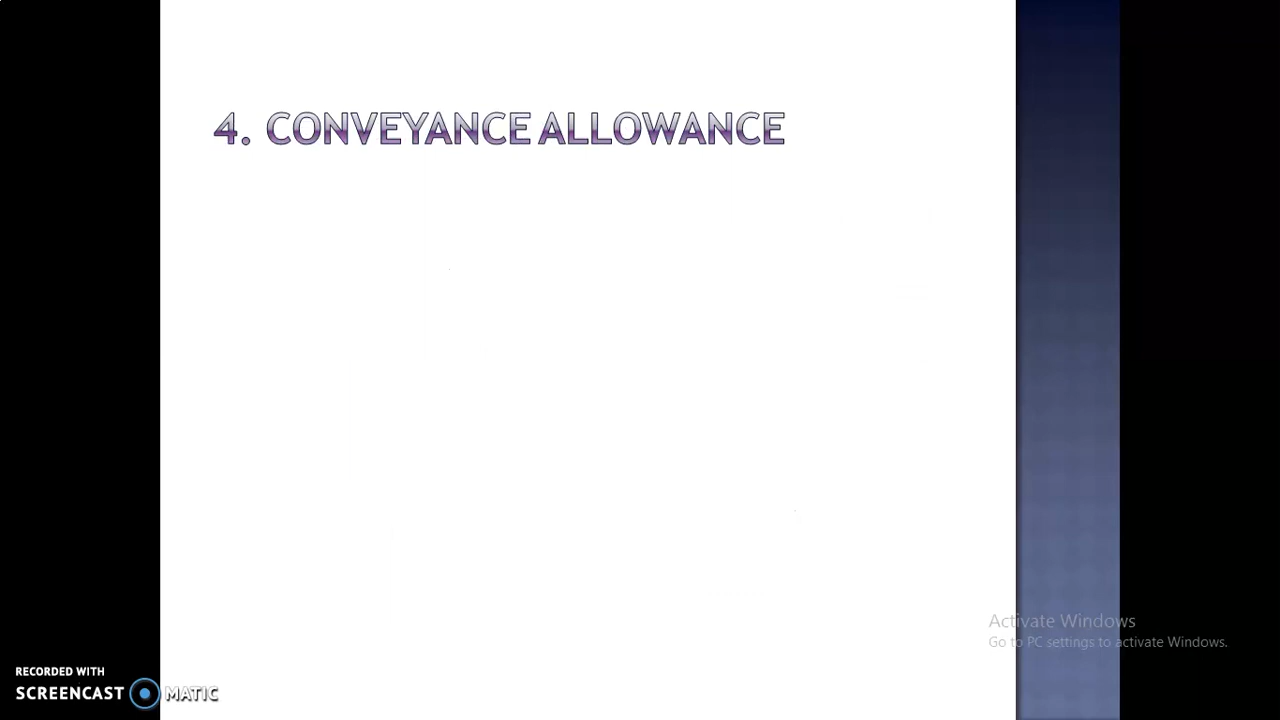 4. CONVEYANCE ALLOWANCE
Activate Windows
Go to PC settings to activate Windows.
RECORDED WITH
SCREENCAST MATIC